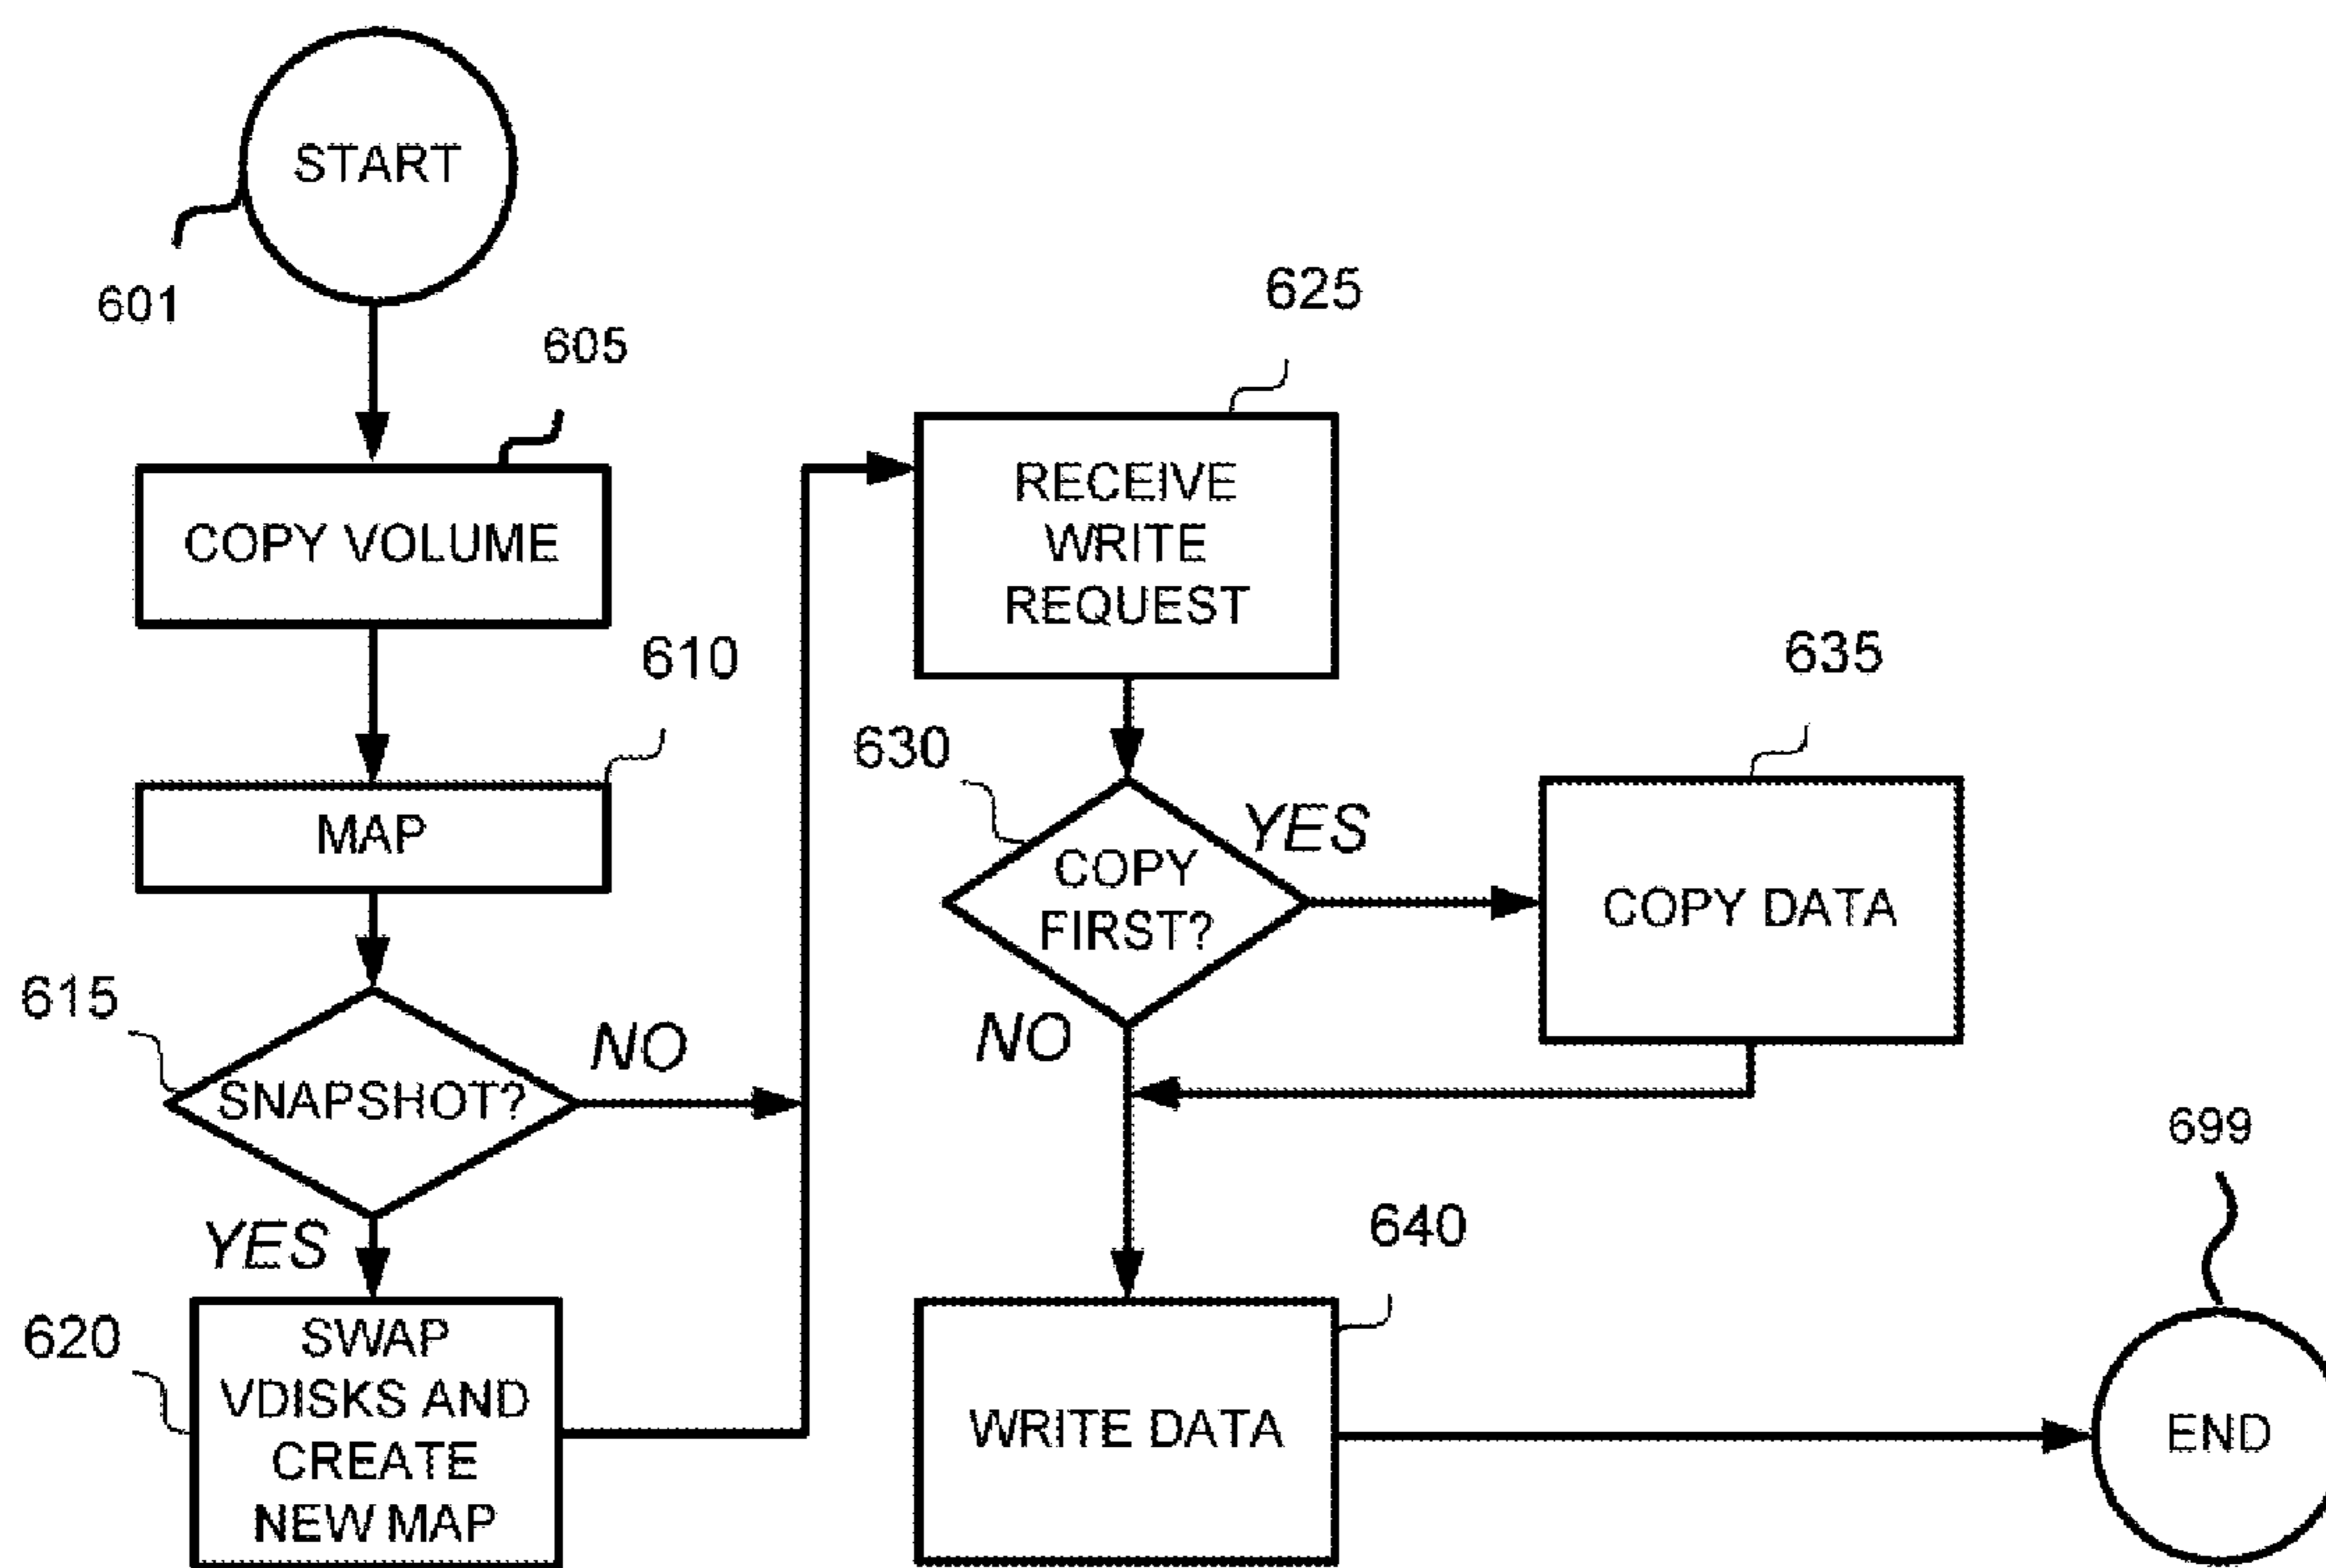 START
601
605
COPY VOLUME
610
MAP
615
SNAPSHOT?
NO
YES
620
SWAP
VDISKS AND
CREATE
NEW MAP
625
RECEIVE
WRITE
REQUEST
630
COPY
FIRST?
YES
NO
635
COPY DATA
640
WRITE DATA
699
END